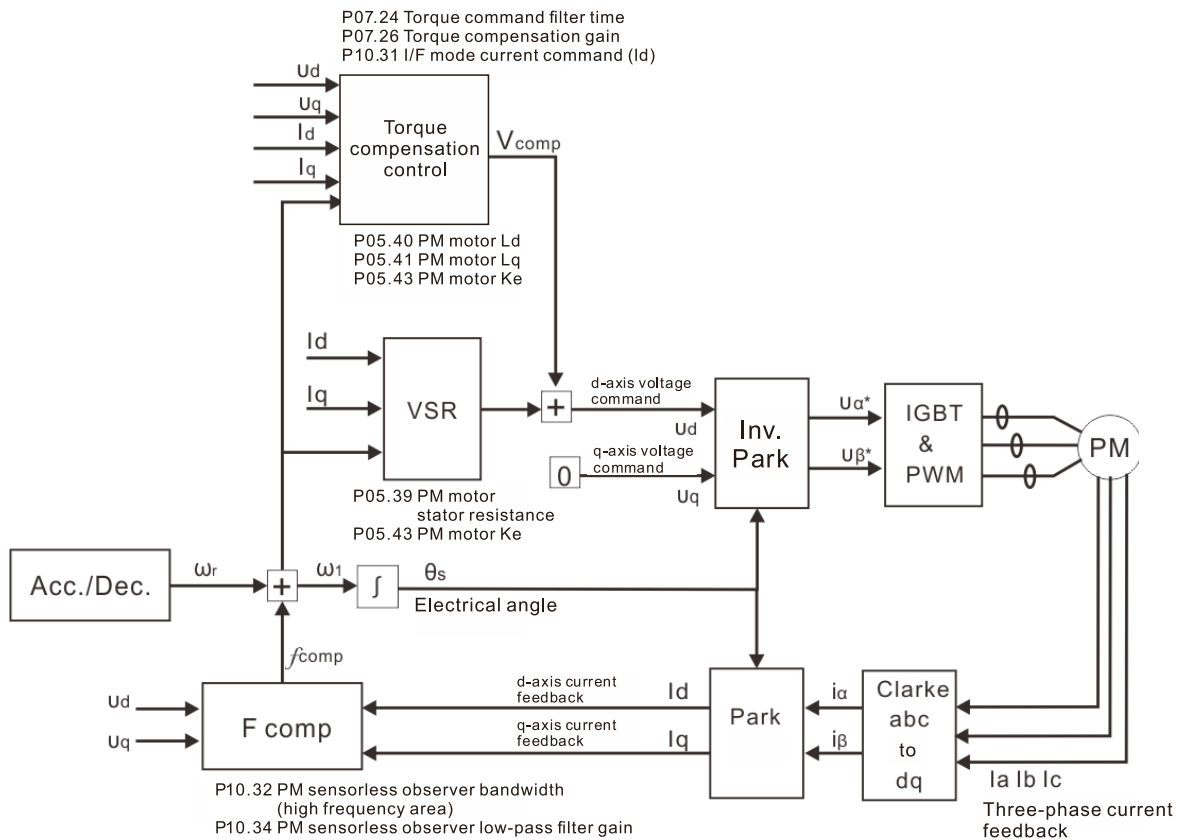 P07.24 Torque command filter time
P07.26 Torque compensation gain
P10.31 I/F mode current command (Id)
ud
uq
Id
Iq
Torque
compensation
control
Vcomp
P05.40 PM motor Ld
P05.41 PM motor Lq
P05.43 PM motor Ke
Id
Iq
VSR
+
d-axis voltage
command
ud
0
q-axis voltage
command
uq
Inv.
Park
uα*
uβ*
IGBT
&
PWM
PM
P05.39 PM motor
stator resistance
P05.43 PM motor Ke
Acc./Dec.
ωr
+
ω1
∫
θs
Electrical angle
fcomp
ud
uq
F comp
d-axis current
feedback
Id
q-axis current
feedback
Iq
Park
iα
iβ
Clarke
abc
to
dq
Ia Ib Ic
Three-phase current
feedback
P10.32 PM sensorless observer bandwidth
(high frequency area)
P10.34 PM sensorless observer low-pass filter gain